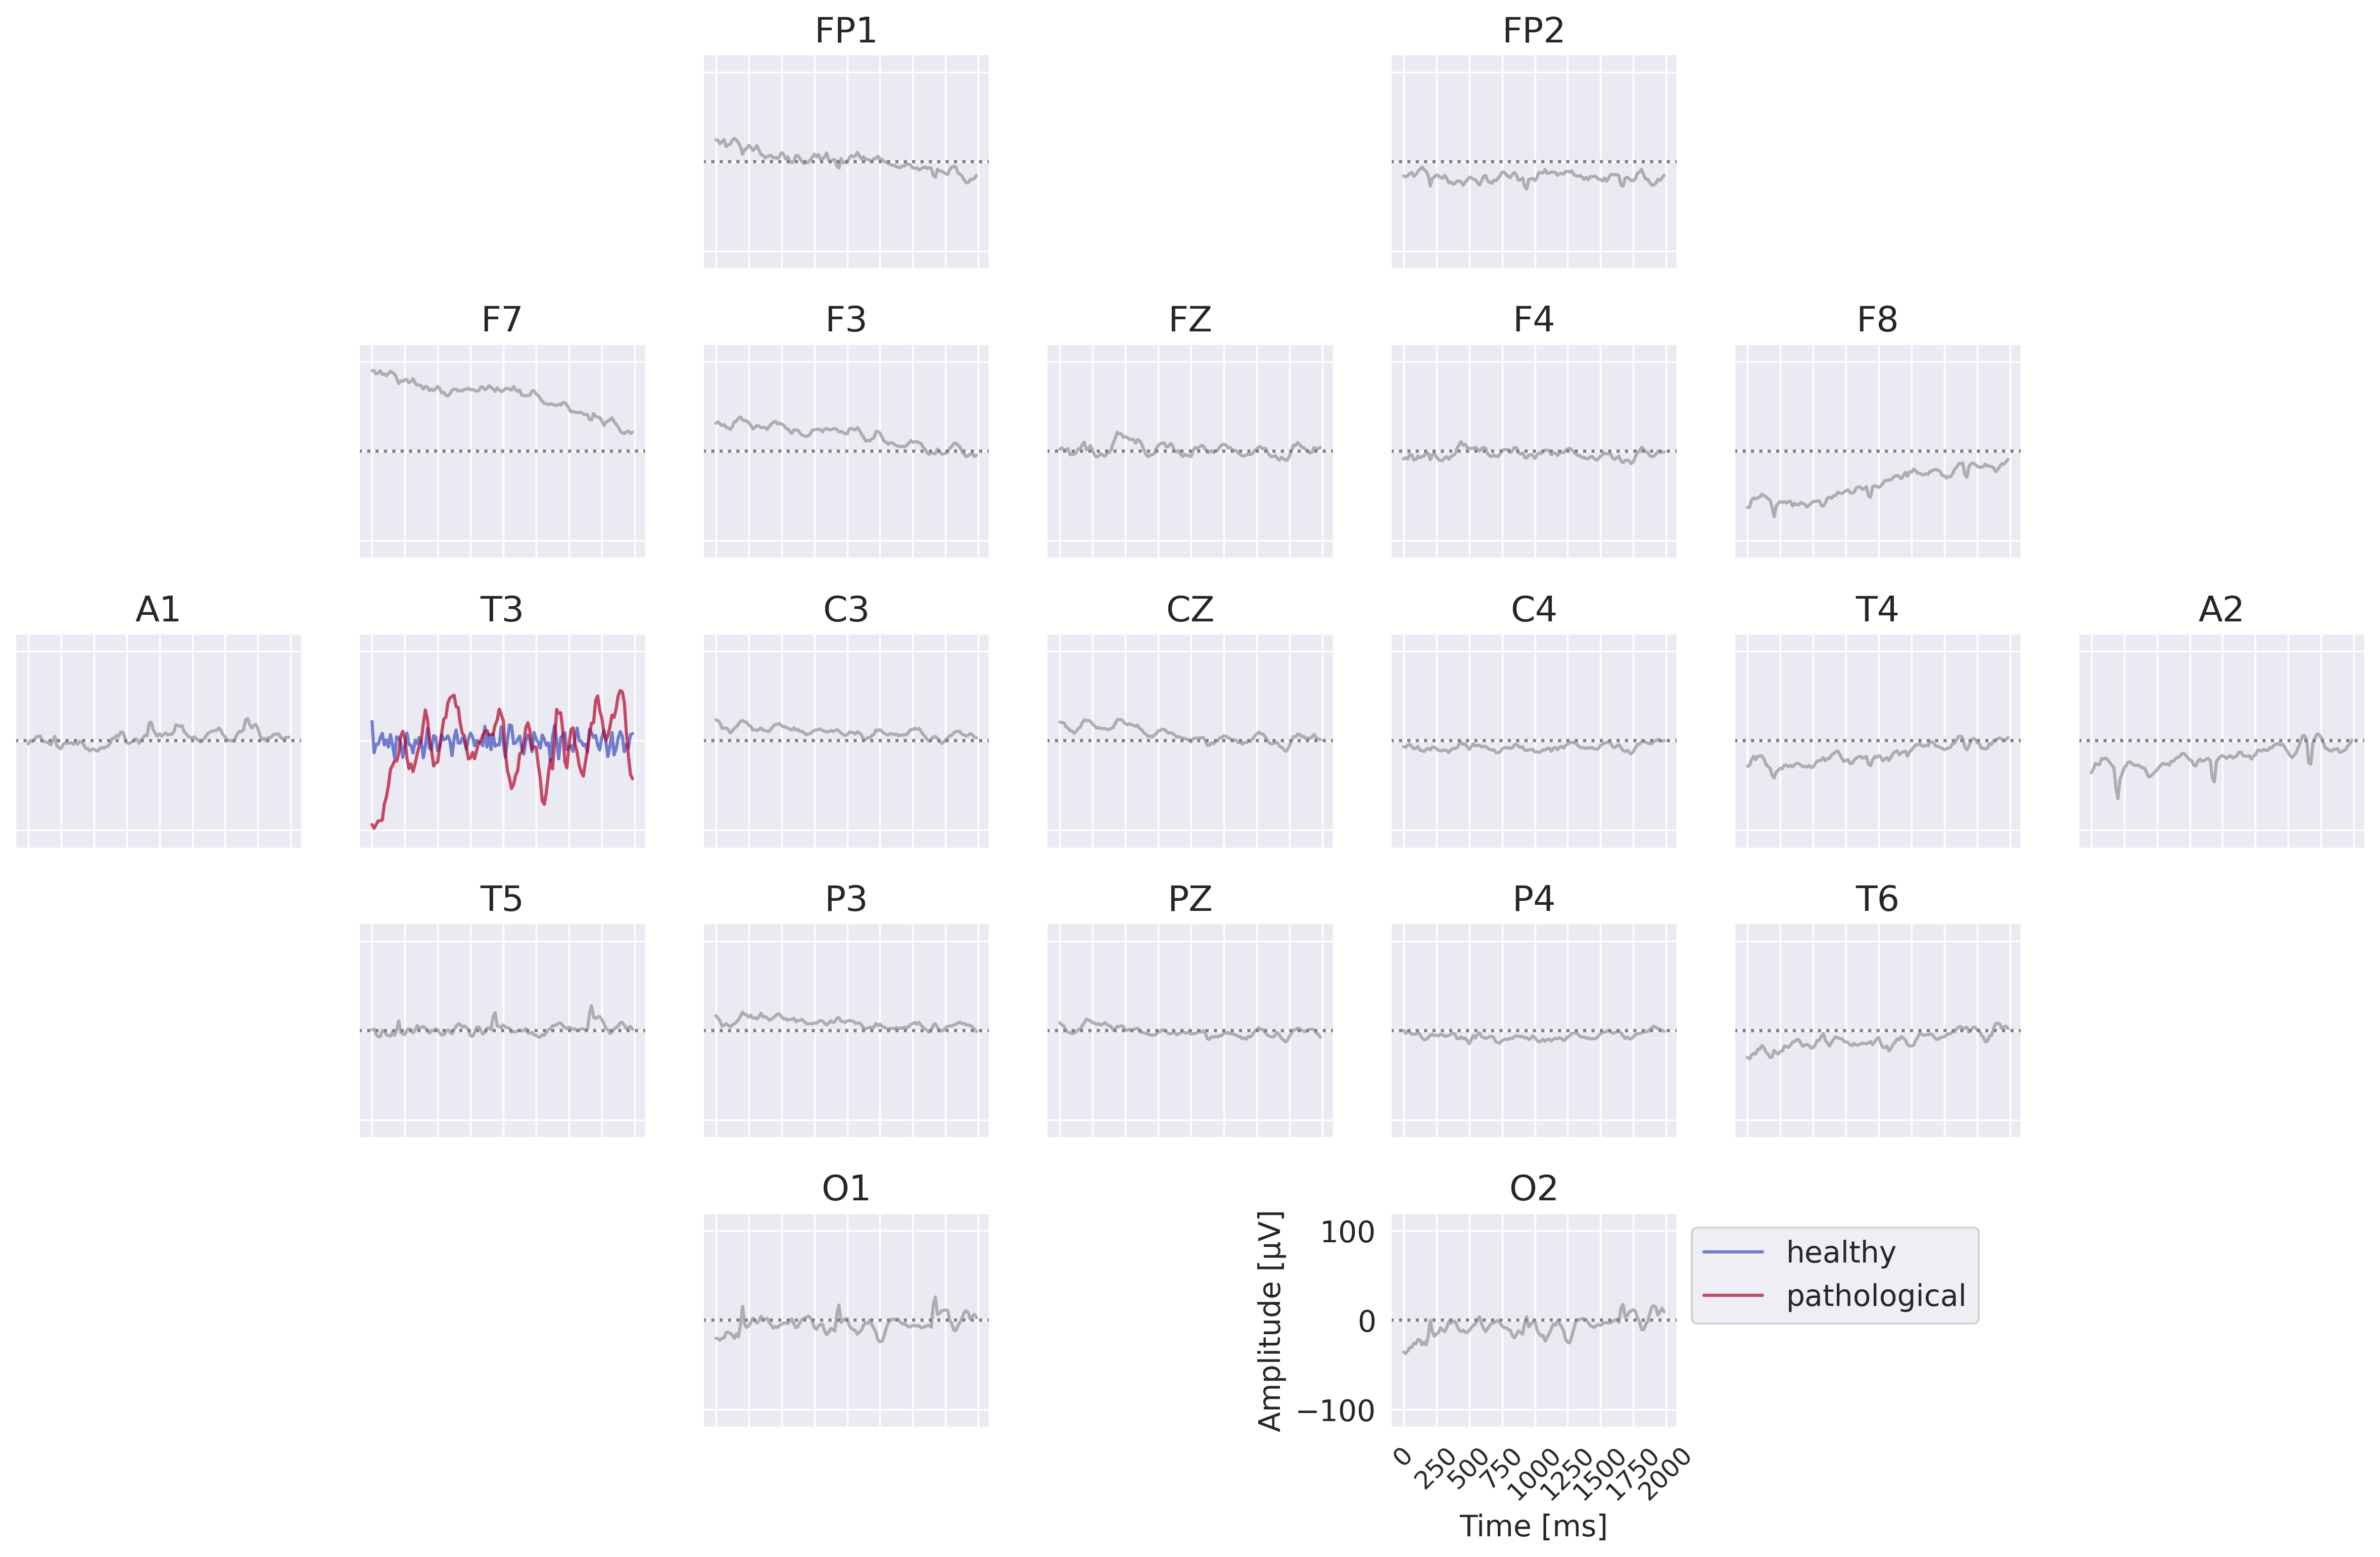 FP1 FP2
F7 F3 FZ F4 F8
A1 T3 C3 CZ C4 T4 A2
T5 P3 PZ P4 T6
O1 O2
Amplitude [µV]
100
0
−100
healthy
pathological
0 250 500 750 1000 1250 1500 1750 2000
Time [ms]